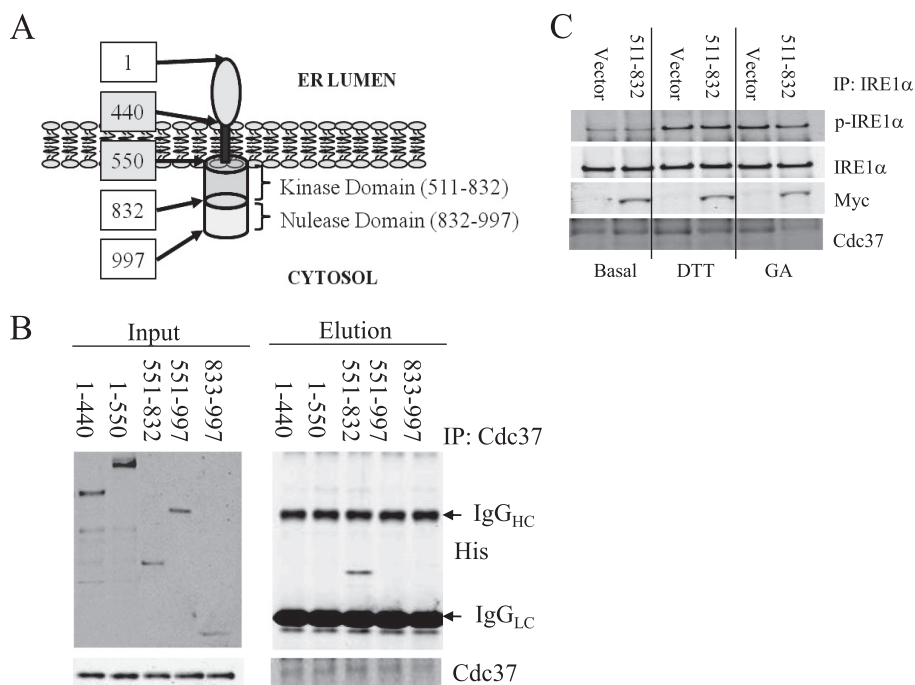 A
1
440
550
832
997
ER LUMEN
Kinase Domain (511-832)
Nulease Domain (832-997)
CYTOSOL
C
Vector
511-832
Vector
511-832
Vector
511-832
IP: IRE1α
p-IRE1α
IRE1α
Myc
Cdc37
Basal
DTT
GA
B
Input
Elution
1-440
1-550
551-832
551-997
833-997
1-440
1-550
551-832
551-997
833-997
IP: Cdc37
IgGHC
His
IgGLC
Cdc37